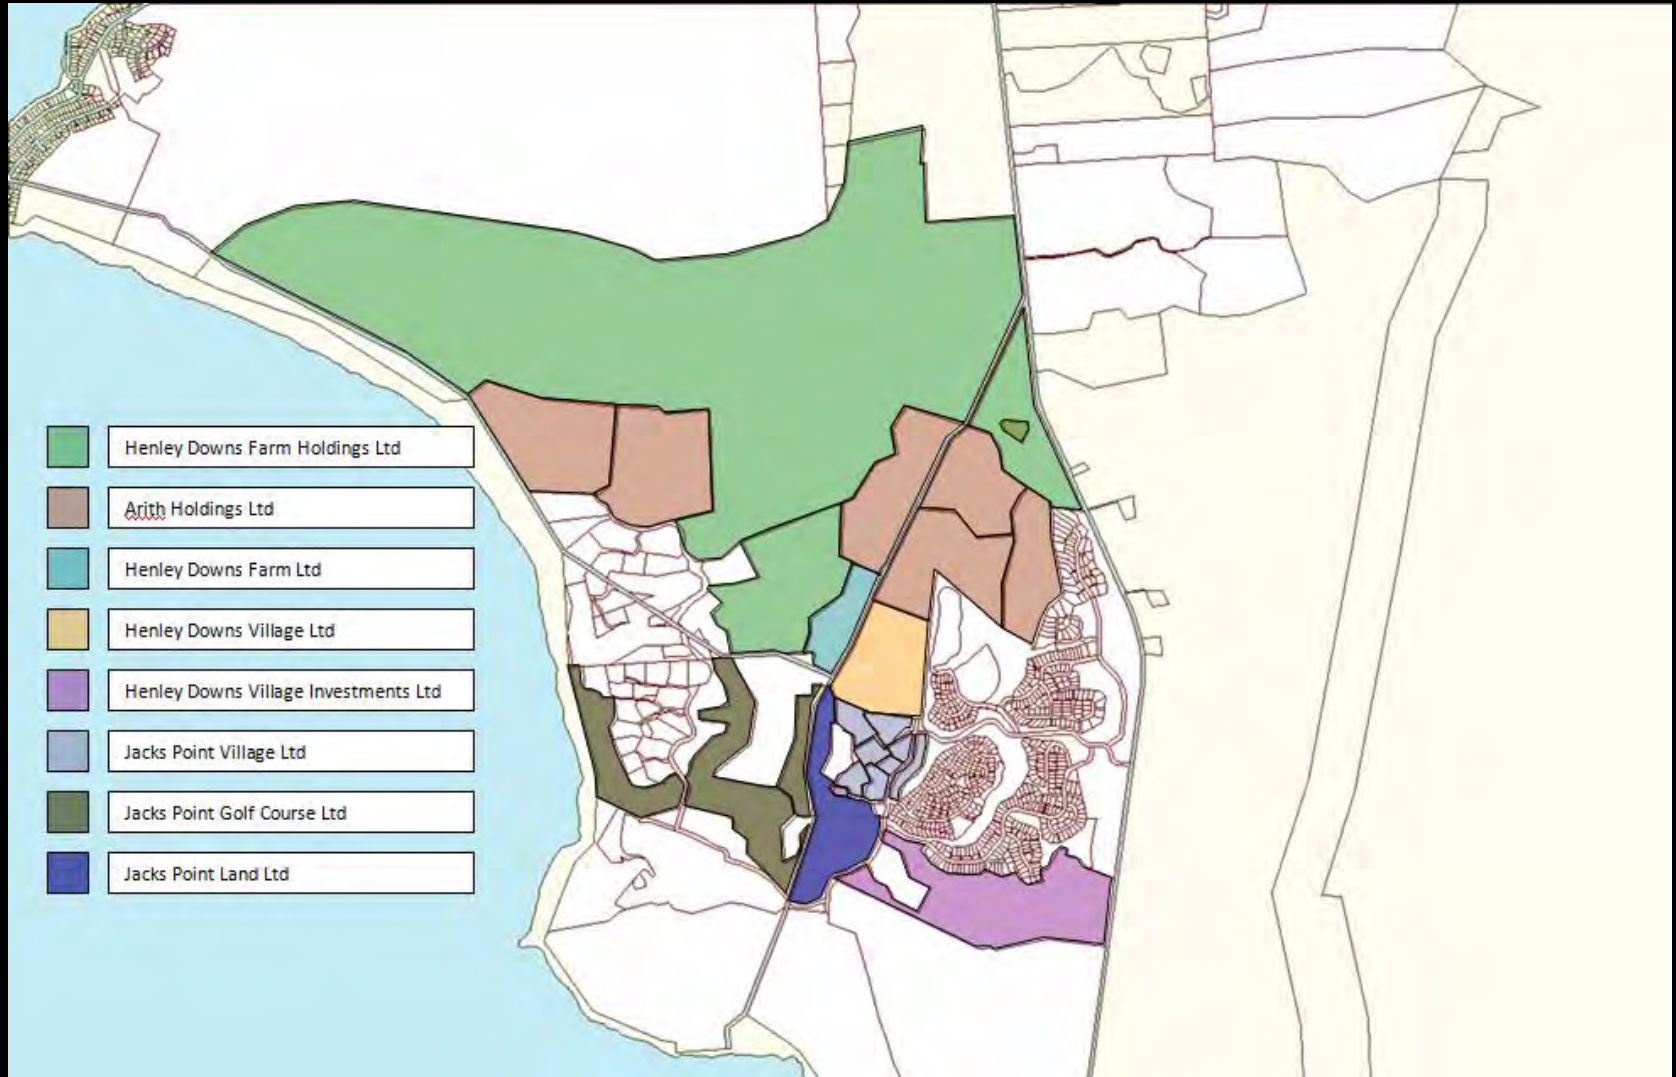 Henley Downs Farm Holdings Ltd
Arith Holdings Ltd
Henley Downs Farm Ltd
Henley Downs Village Ltd
Henley Downs Village Investments Ltd
Jacks Point Village Ltd
Jacks Point Golf Course Ltd
Jacks Point Land Ltd